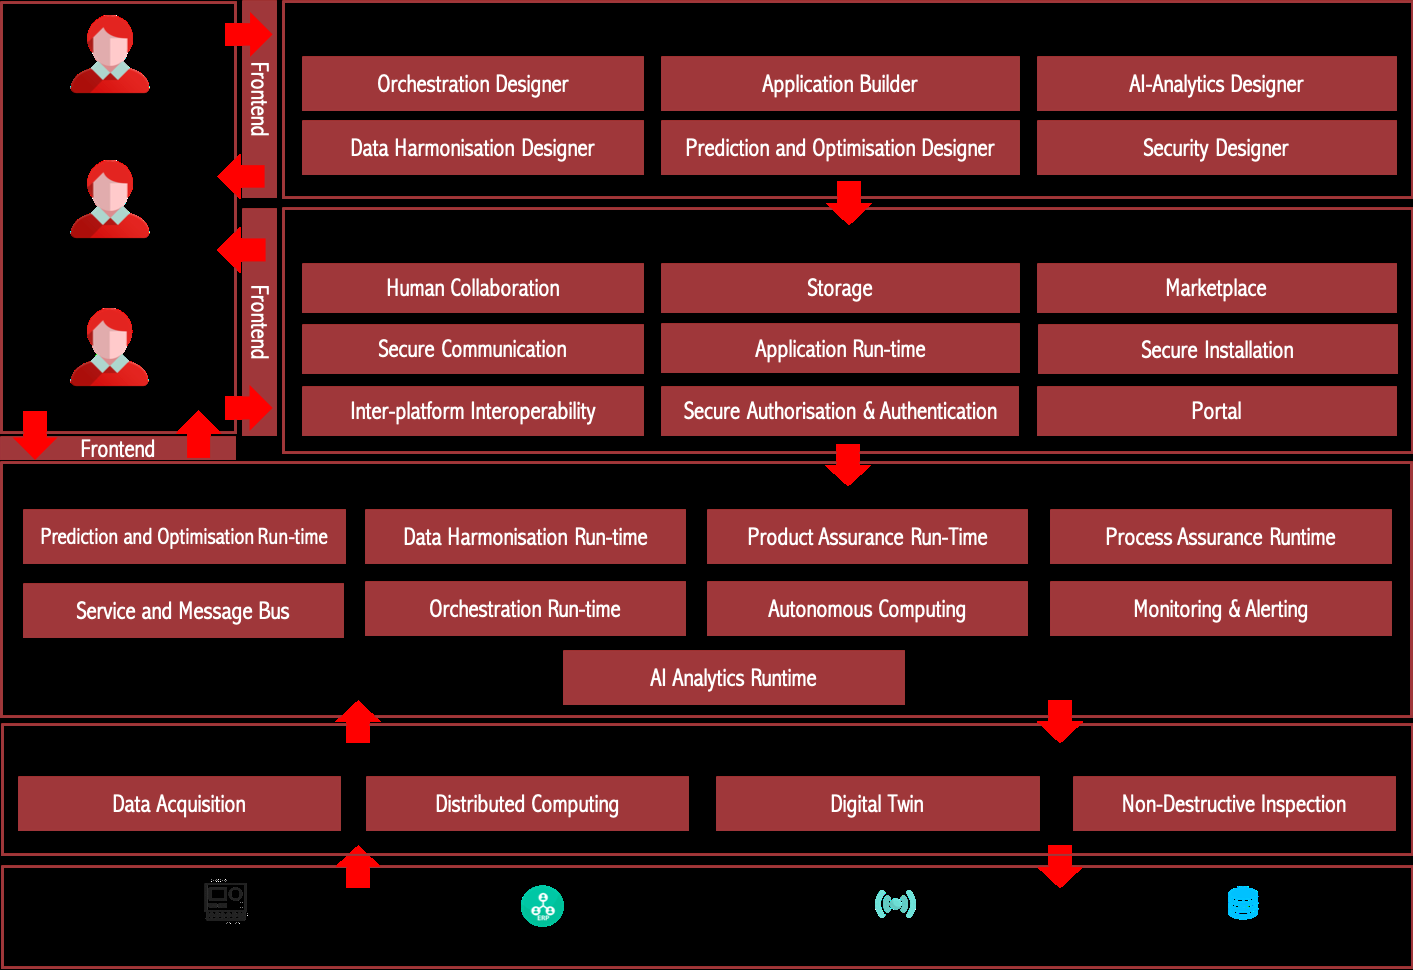 Frontend
Orchestration Designer
Application Builder
AI-Analytics Designer
Data Harmonisation Designer
Prediction and Optimisation Designer
Security Designer
Frontend
Human Collaboration
Storage
Marketplace
Secure Communication
Application Run-time
Secure Installation
Inter-platform Interoperability
Secure Authorisation & Authentication
Portal
Frontend
Prediction and Optimisation Run-time
Data Harmonisation Run-time
Product Assurance Run-Time
Process Assurance Runtime
Service and Message Bus
Orchestration Run-time
Autonomous Computing
Monitoring & Alerting
AI Analytics Runtime
Data Acquisition
Distributed Computing
Digital Twin
Non-Destructive Inspection
ERP